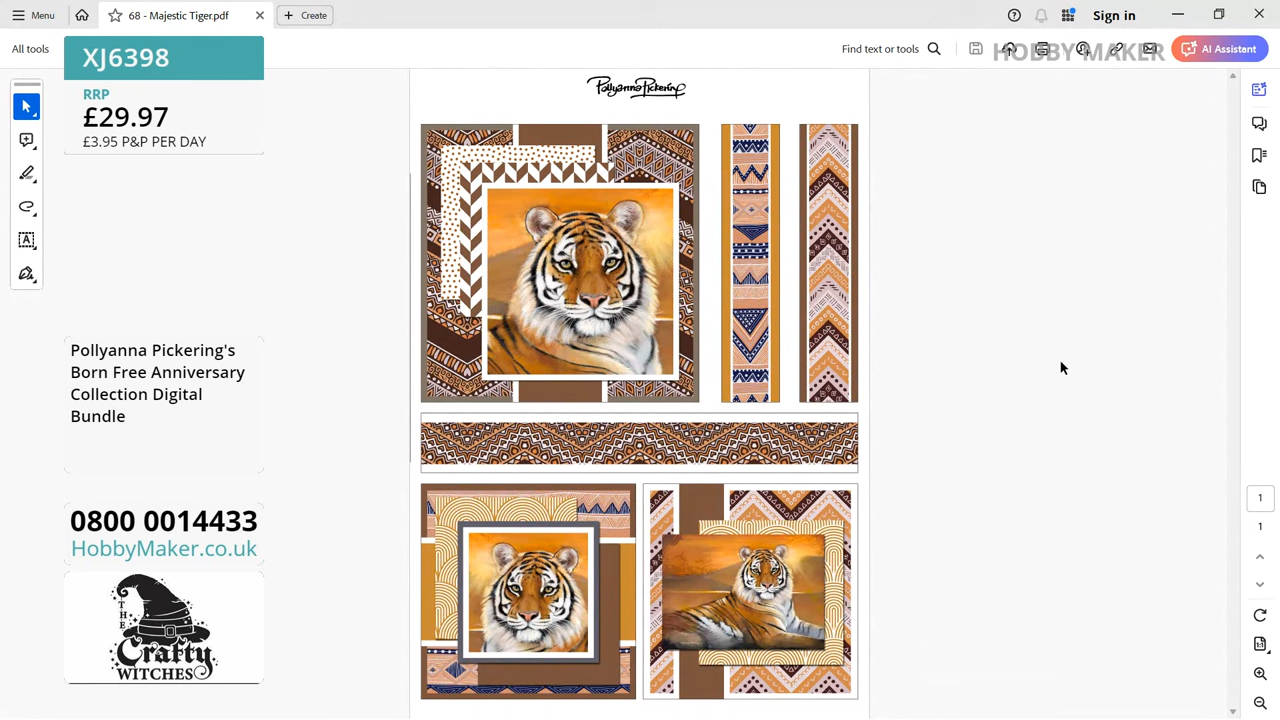 Menu
68 - Majestic Tiger.pdf
Create
Sign in
All tools
Find text or tools
HOBBY MAKER
AI Assistant
XJ6398
RRP
£29.97
£3.95 P&P PER DAY
Pollyanna Pickering
Pollyanna Pickering's
Born Free Anniversary
Collection Digital
Bundle
0800 0014433
HobbyMaker.co.uk
THE
Crafty
WITCHES
1
1